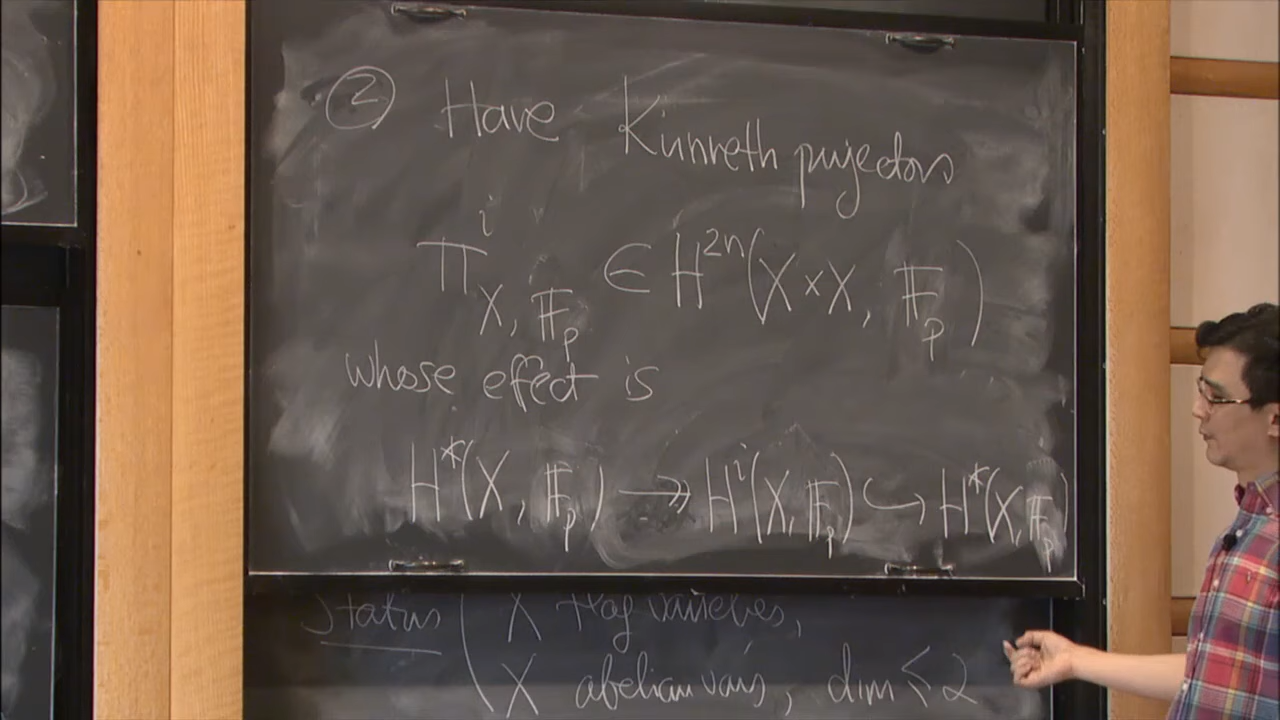 ② Have Künneth projectors
π^i_{X, 𝔽_p} ∈ H^{2n}(X × X, 𝔽_p)
whose effect is
H^*(X, 𝔽_p) ↠ H^i(X, 𝔽_p) ↪ H^*(X, 𝔽_p)
Status ( X flag varieties,
X abelian vars, dim ≤ 2